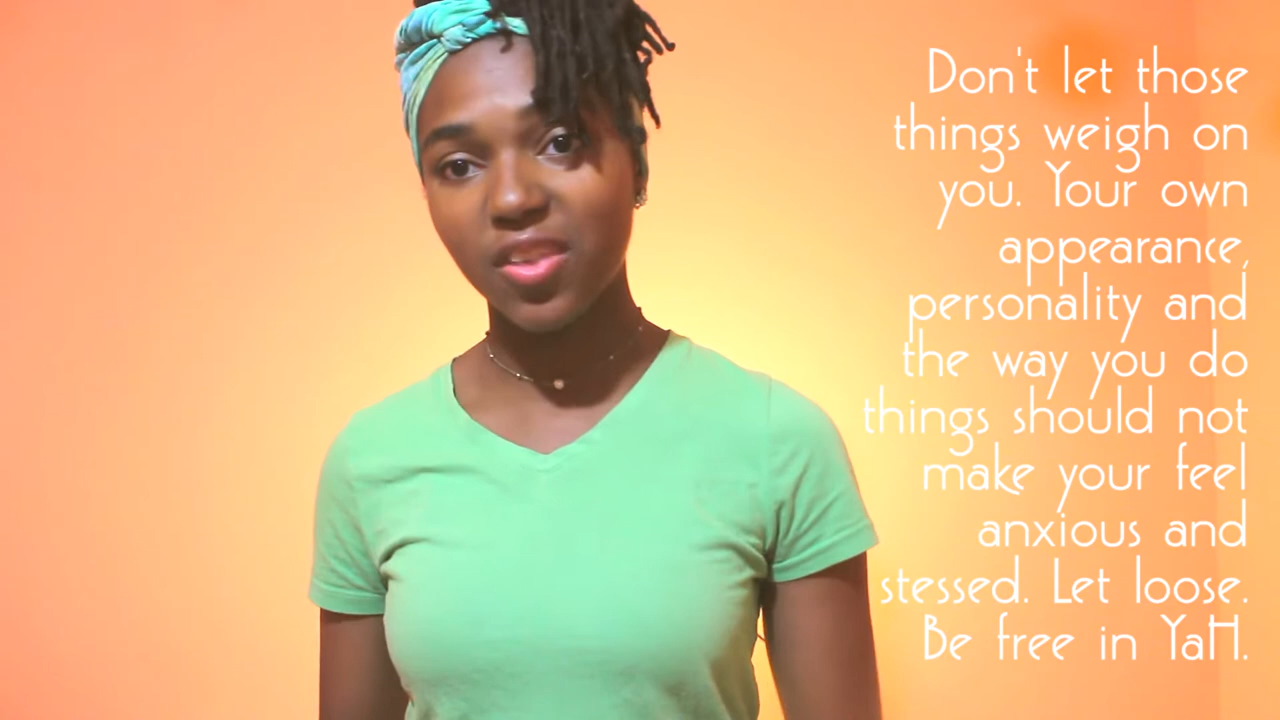 Don't let those
things weigh on
you. Your own
appearance,
personality and
the way you do
things should not
make your feel
anxious and
stessed. Let loose.
Be free in YaH.